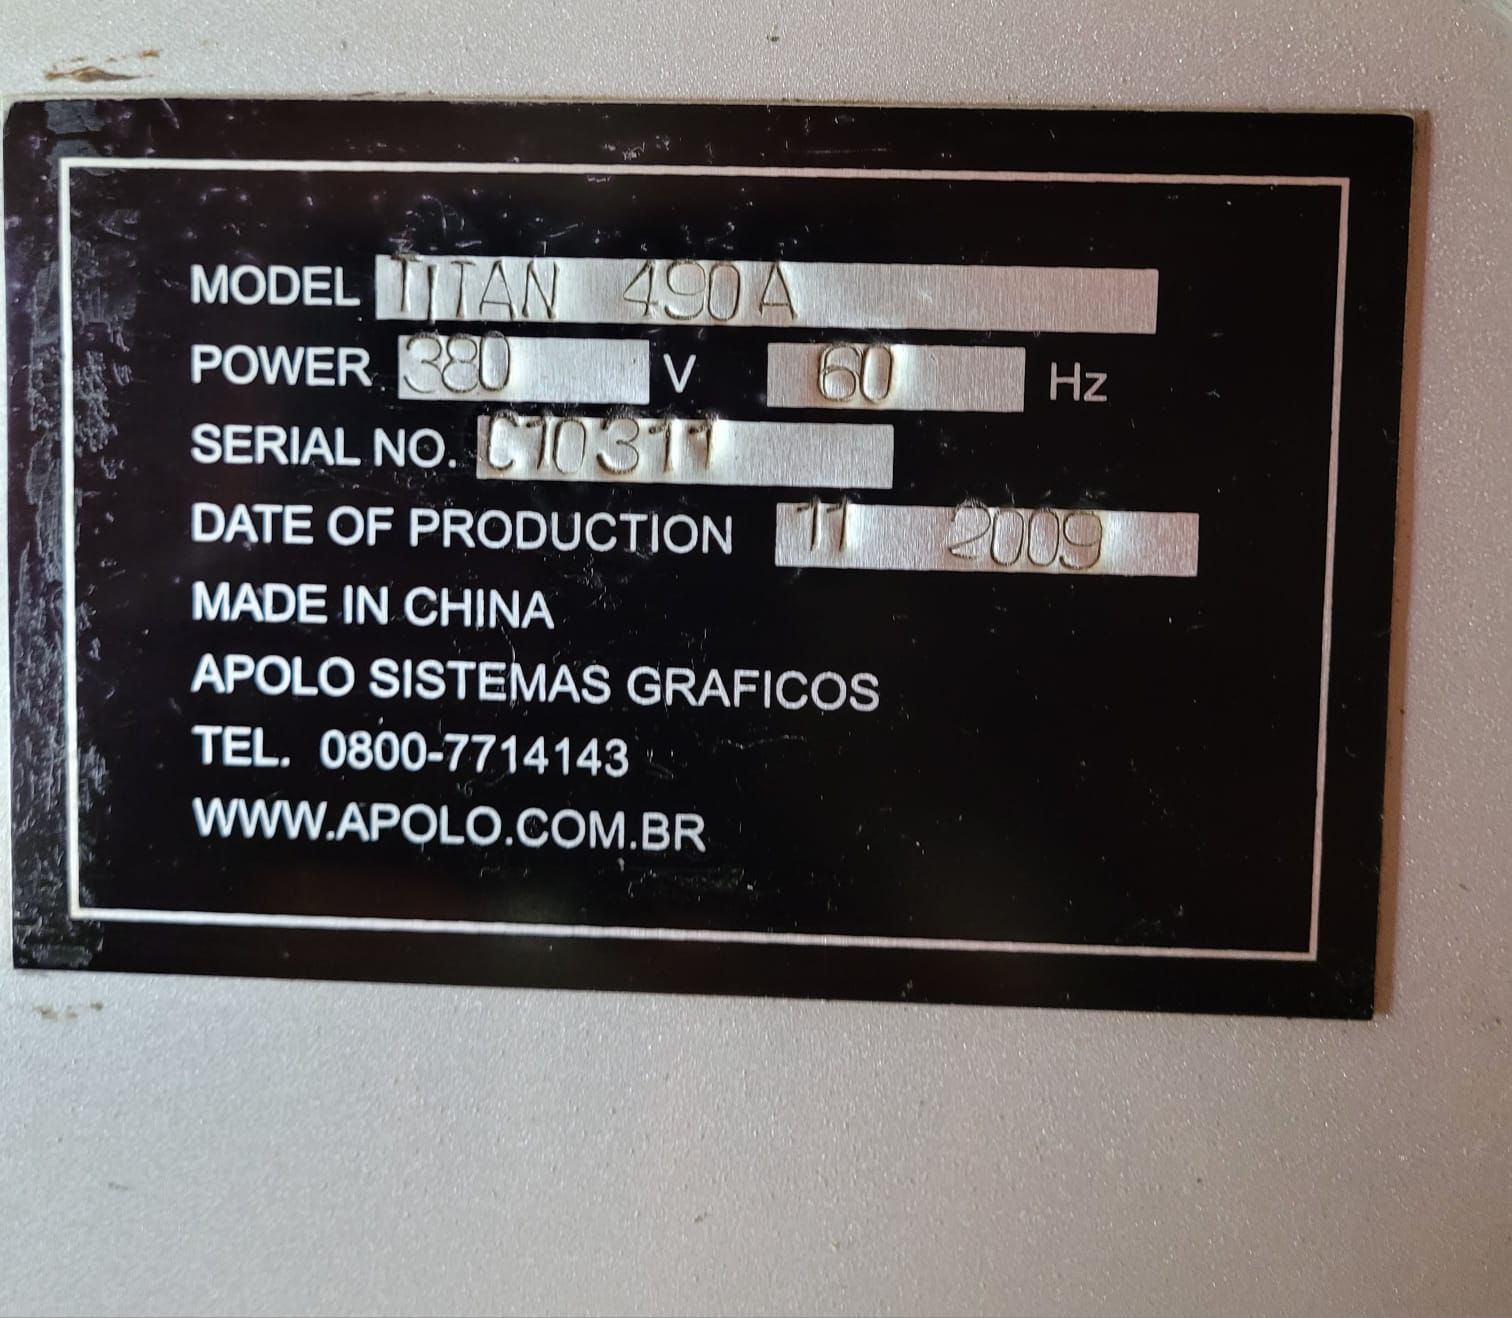 MODEL TITAN 490A
POWER 380 V 60 Hz
SERIAL NO. C10311
DATE OF PRODUCTION 11 2009
MADE IN CHINA
APOLO SISTEMAS GRAFICOS
TEL. 0800-7714143
WWW.APOLO.COM.BR